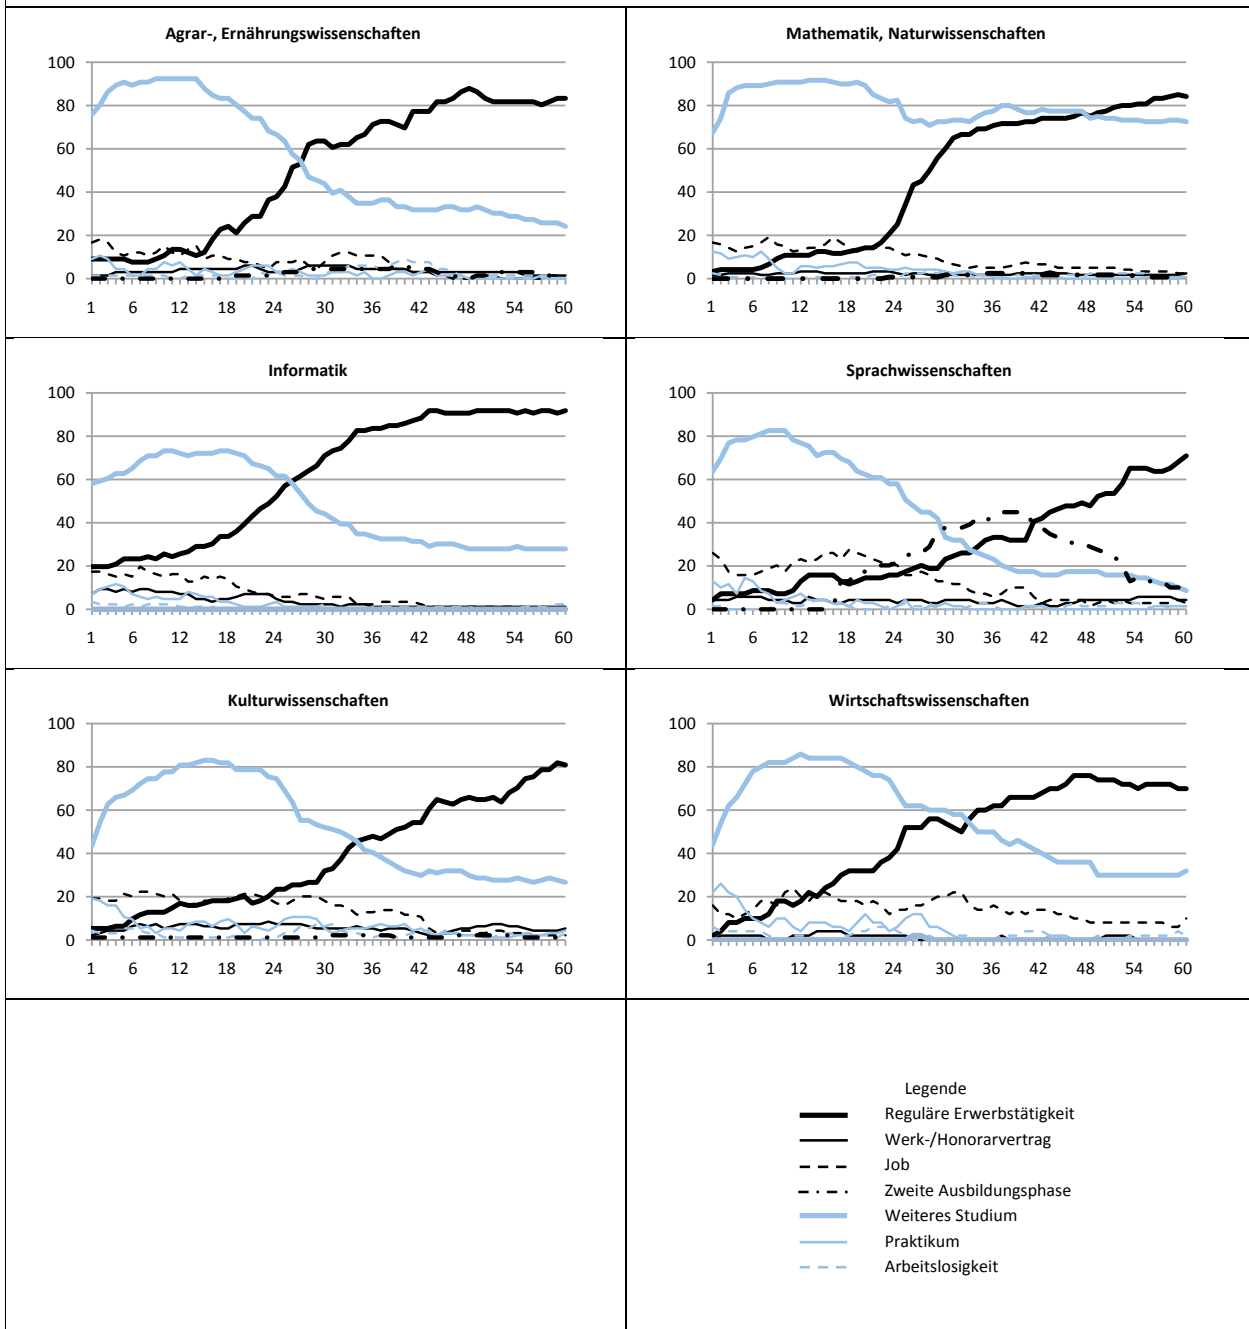 Agrar-, Ernährungswissenschaften
100
80
60
40
20
0
1 6 12 18 24 30 36 42 48 54 60
Mathematik, Naturwissenschaften
100
80
60
40
20
0
1 6 12 18 24 30 36 42 48 54 60
Informatik
100
80
60
40
20
0
1 6 12 18 24 30 36 42 48 54 60
Sprachwissenschaften
100
80
60
40
20
0
1 6 12 18 24 30 36 42 48 54 60
Kulturwissenschaften
100
80
60
40
20
0
1 6 12 18 24 30 36 42 48 54 60
Wirtschaftswissenschaften
100
80
60
40
20
0
1 6 12 18 24 30 36 42 48 54 60
Legende
Reguläre Erwerbstätigkeit
Werk-/Honorarvertrag
Job
Zweite Ausbildungsphase
Weiteres Studium
Praktikum
Arbeitslosigkeit